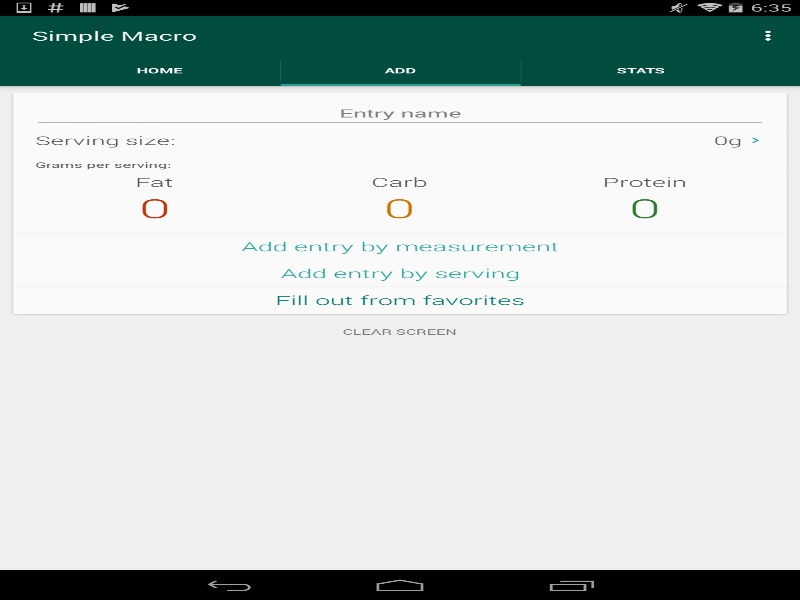 6:35
Simple Macro
HOME ADD STATS
Entry name
Serving size: 0g >
Grams per serving:
Fat Carb Protein
0 0 0
Add entry by measurement
Add entry by serving
Fill out from favorites
CLEAR SCREEN